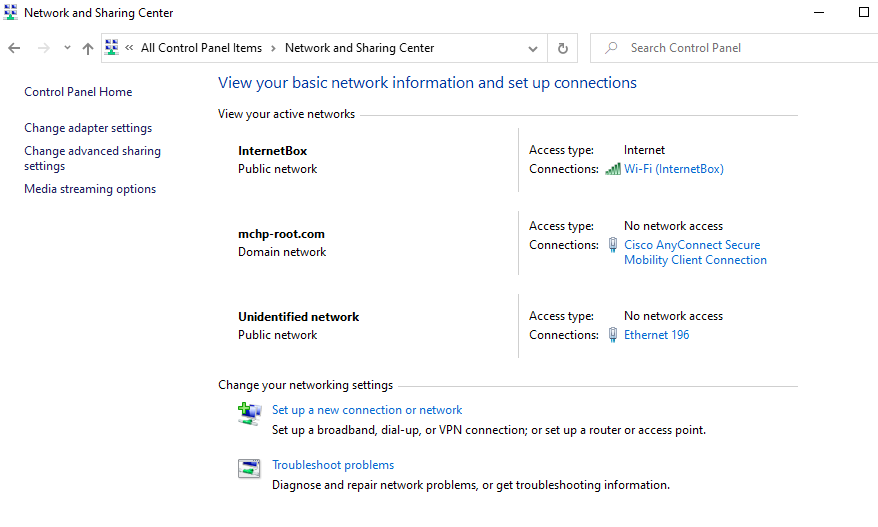 Network and Sharing Center
« All Control Panel Items > Network and Sharing Center
Search Control Panel
Control Panel Home
Change adapter settings
Change advanced sharing
settings
Media streaming options
View your basic network information and set up connections
View your active networks
InternetBox
Public network
Access type: Internet
Connections: Wi-Fi (InternetBox)
mchp-root.com
Domain network
Access type: No network access
Connections: Cisco AnyConnect Secure
Mobility Client Connection
Unidentified network
Public network
Access type: No network access
Connections: Ethernet 196
Change your networking settings
Set up a new connection or network
Set up a broadband, dial-up, or VPN connection; or set up a router or access point.
Troubleshoot problems
Diagnose and repair network problems, or get troubleshooting information.